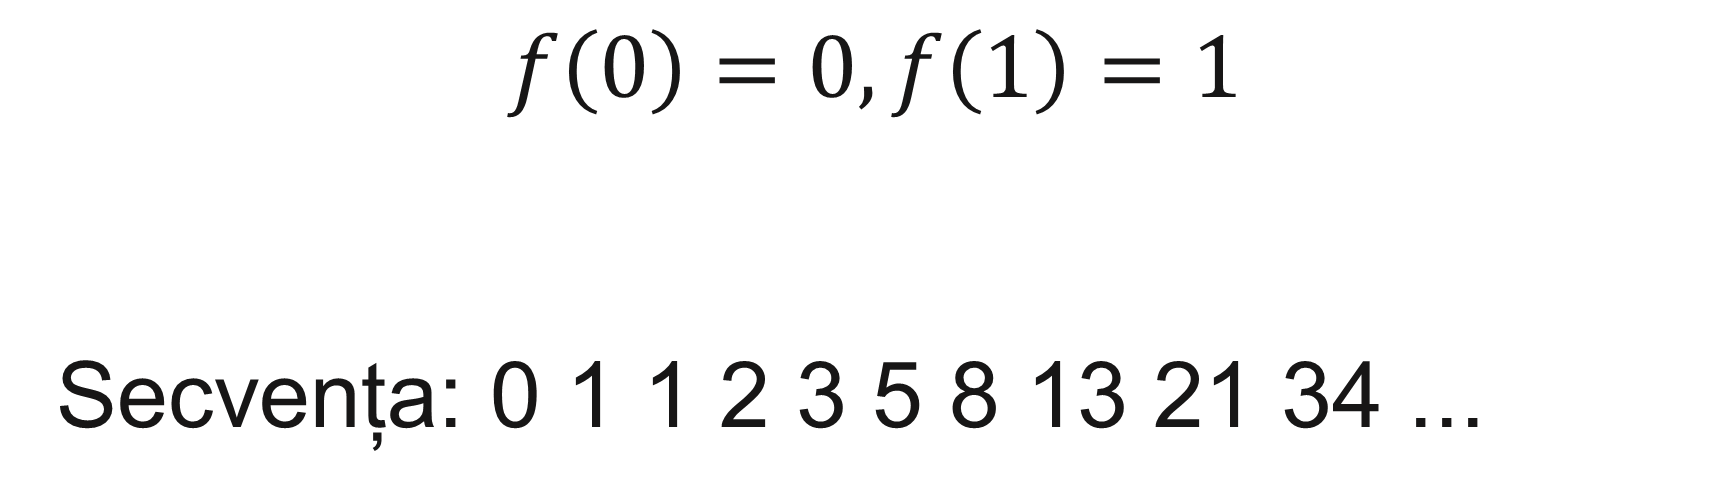 f(0) = 0, f(1) = 1
Secvența: 0 1 1 2 3 5 8 13 21 34 ...